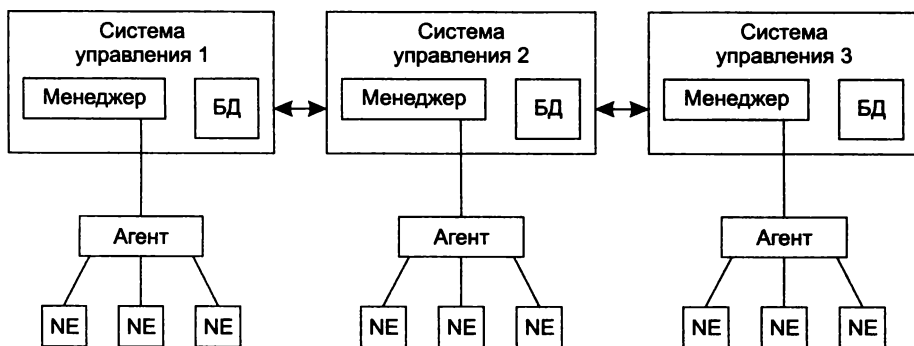 Система
управления 1
Менеджер
БД
Система
управления 2
Менеджер
БД
Система
управления 3
Менеджер
БД
Агент
Агент
Агент
NE
NE
NE
NE
NE
NE
NE
NE
NE